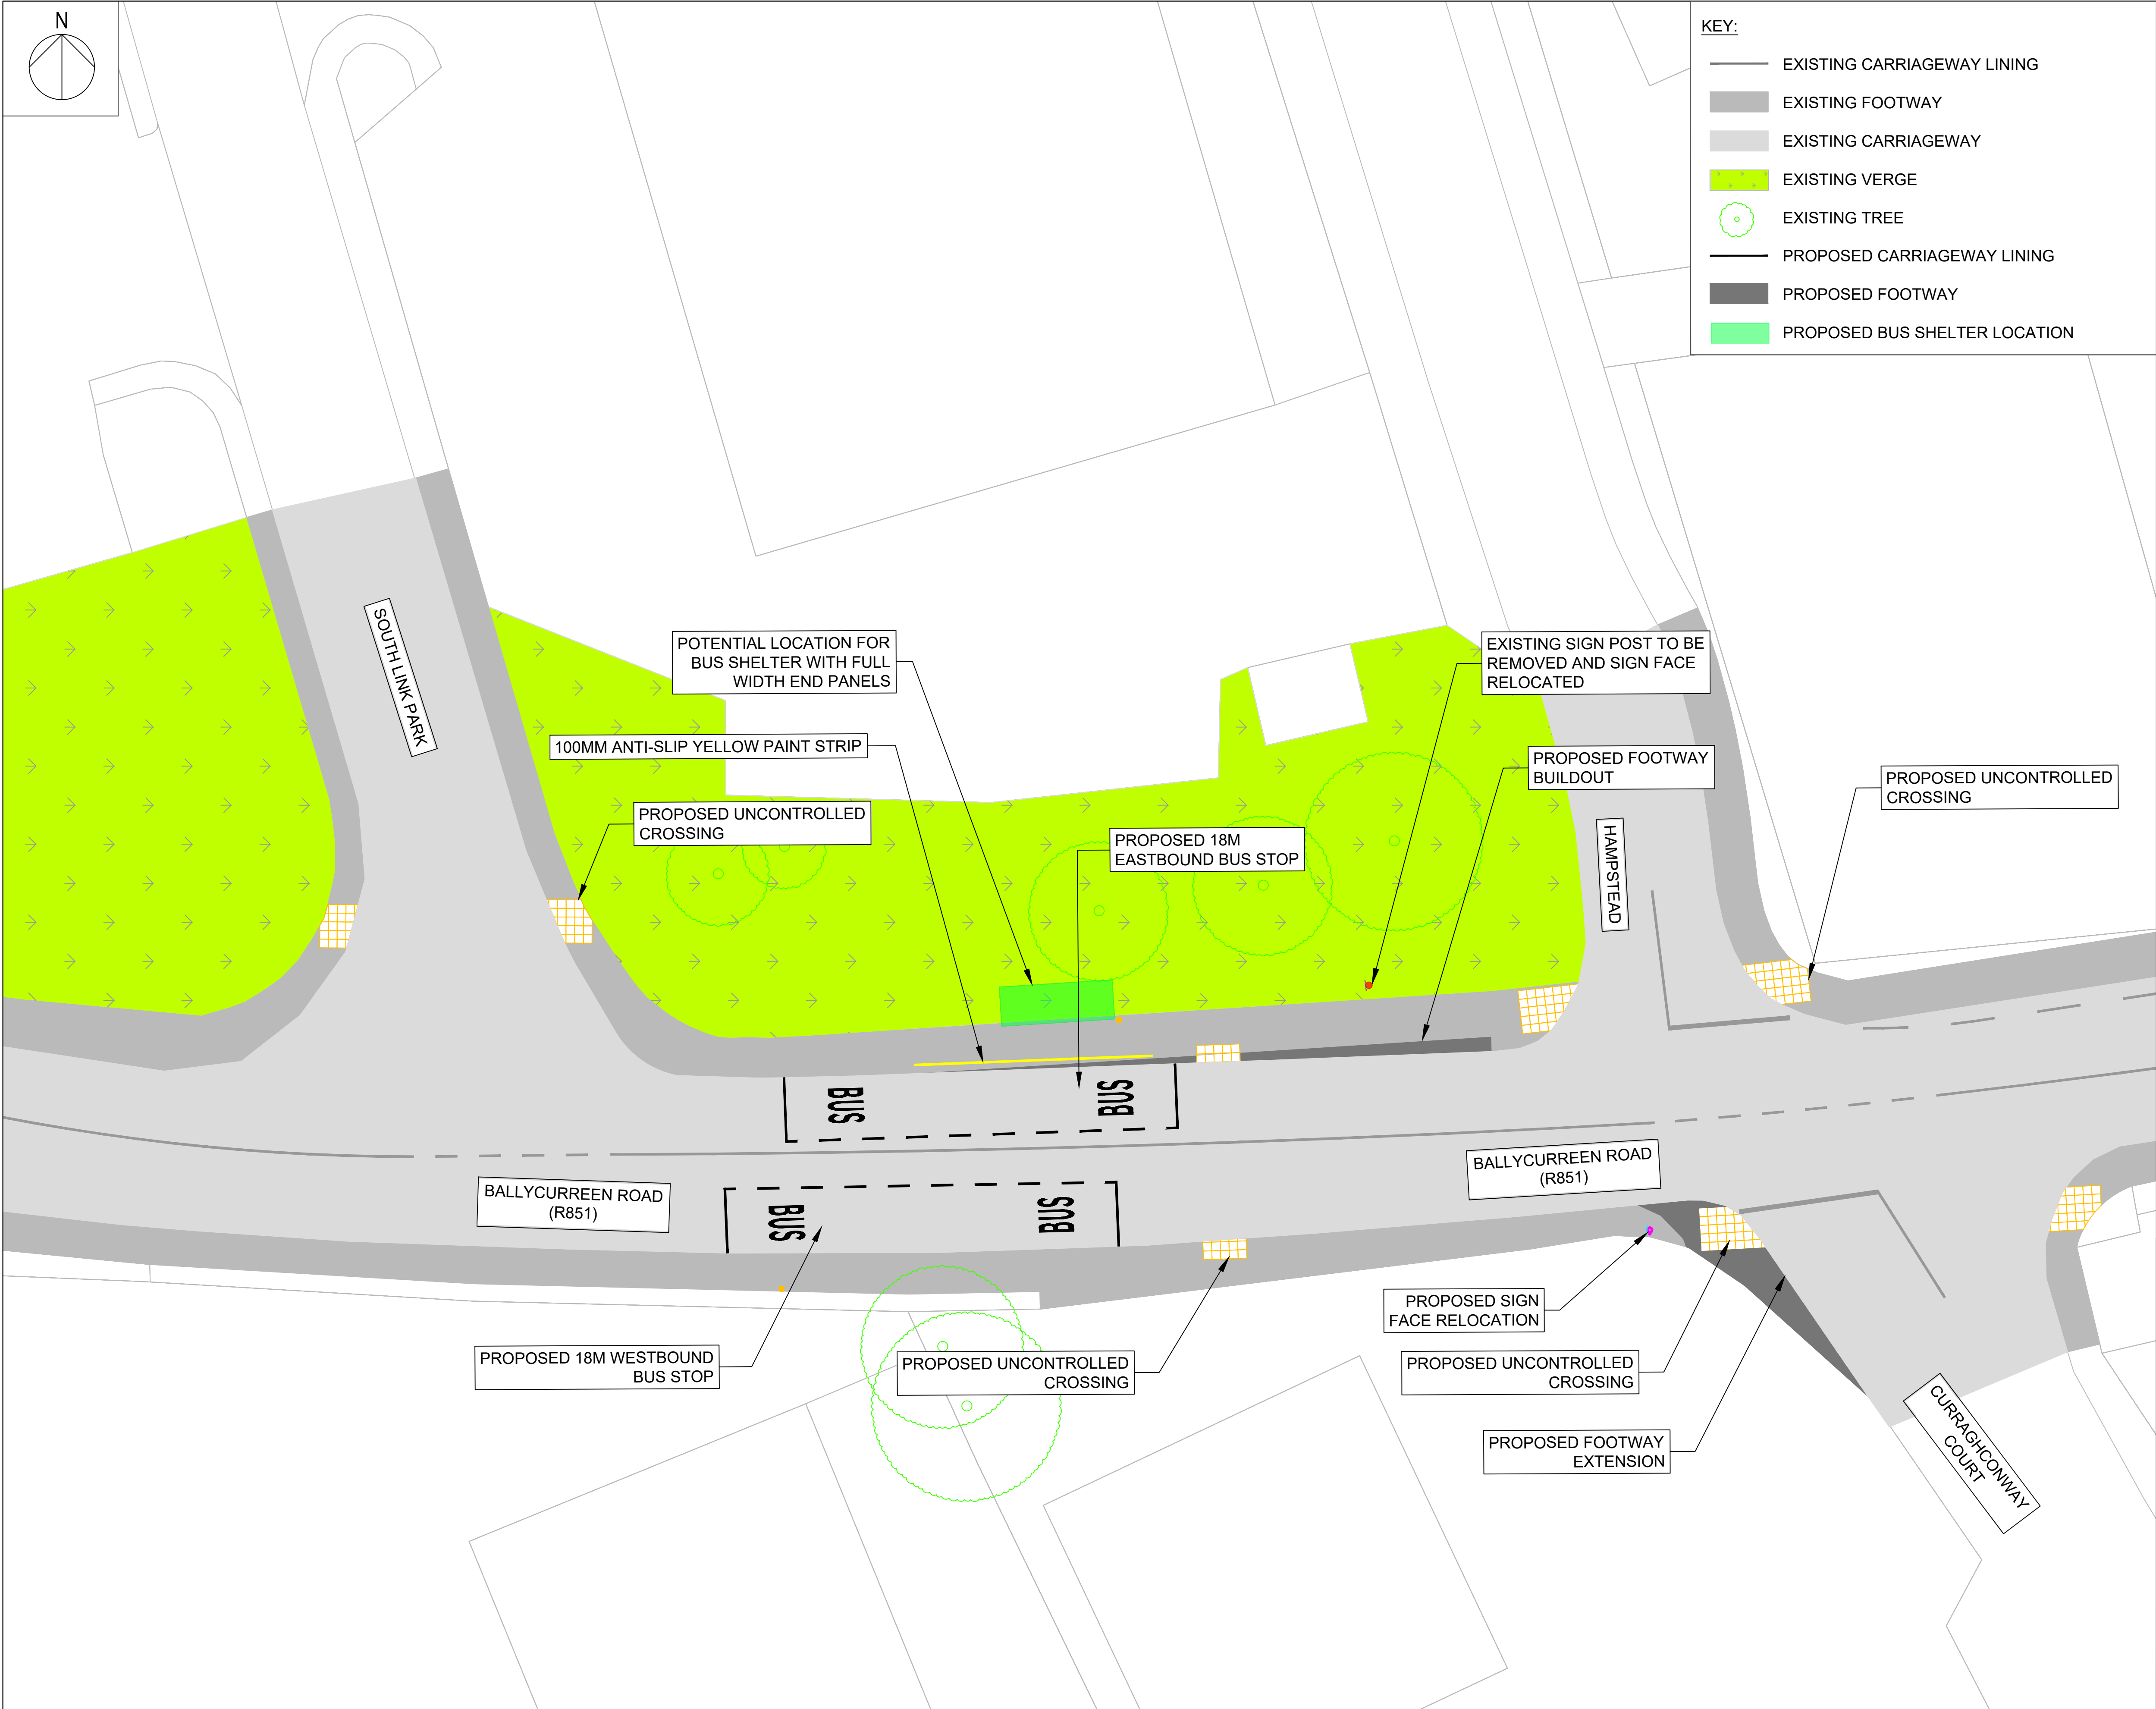 N
KEY:
EXISTING CARRIAGEWAY LINING
EXISTING FOOTWAY
EXISTING CARRIAGEWAY
EXISTING VERGE
EXISTING TREE
PROPOSED CARRIAGEWAY LINING
PROPOSED FOOTWAY
PROPOSED BUS SHELTER LOCATION
SOUTH LINK PARK
POTENTIAL LOCATION FOR
BUS SHELTER WITH FULL
WIDTH END PANELS
EXISTING SIGN POST TO BE
REMOVED AND SIGN FACE
RELOCATED
100MM ANTI-SLIP YELLOW PAINT STRIP
PROPOSED FOOTWAY
BUILDOUT
PROPOSED UNCONTROLLED
CROSSING
PROPOSED UNCONTROLLED
CROSSING
PROPOSED 18M
EASTBOUND BUS STOP
HAMPSTEAD
BUS
BUS
BALLYCURREEN ROAD
(R851)
BALLYCURREEN ROAD
(R851)
BUS
BUS
PROPOSED SIGN
FACE RELOCATION
PROPOSED 18M WESTBOUND
BUS STOP
PROPOSED UNCONTROLLED
CROSSING
PROPOSED UNCONTROLLED
CROSSING
PROPOSED FOOTWAY
EXTENSION
CURRAGHCONWAY
COURT